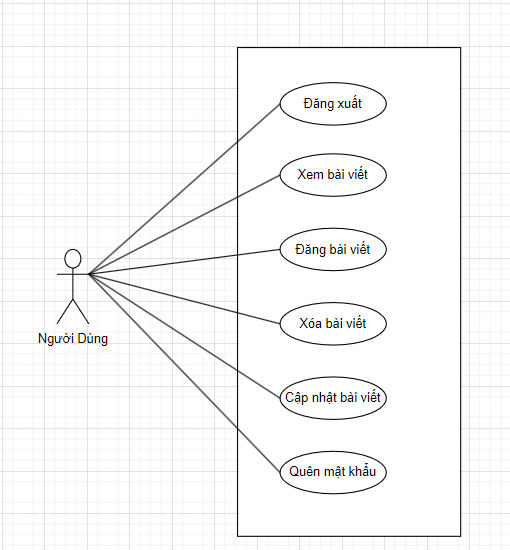 Đăng xuất
Xem bài viết
Đăng bài viết
Xóa bài viết
Người Dùng
Cập nhật bài viết
Quên mật khẩu